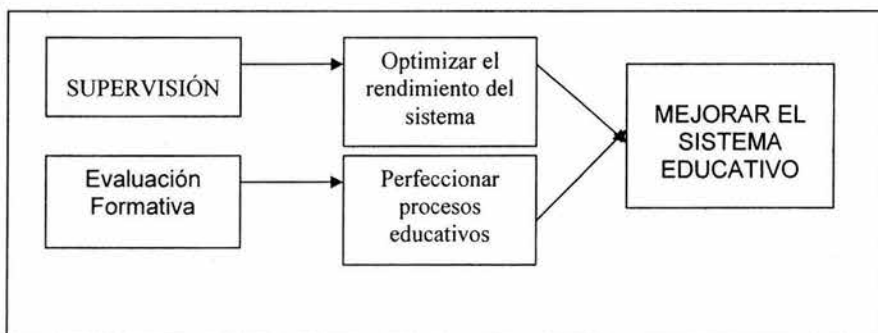 SUPERVISIÓN
Optimizar el
rendimiento del
sistema
MEJORAR EL
SISTEMA
EDUCATIVO
Evaluación
Formativa
Perfeccionar
procesos
educativos